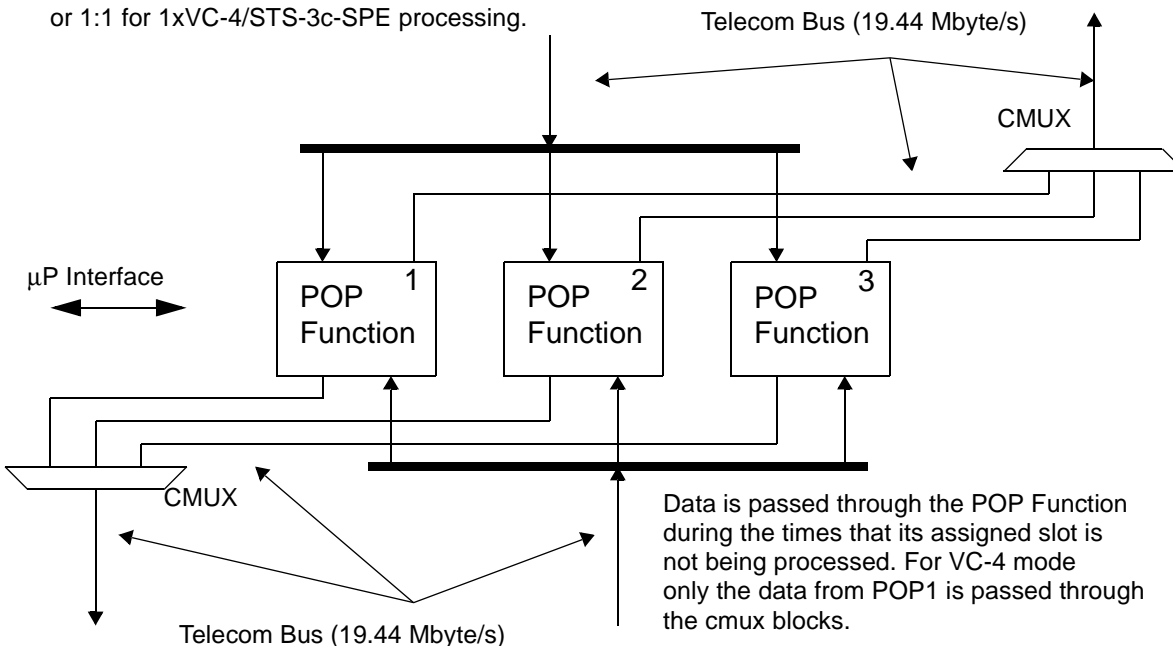 or 1:1 for 1xVC-4/STS-3c-SPE processing.
Telecom Bus (19.44 Mbyte/s)
CMUX
µP Interface
1
POP
Function
2
POP
Function
3
POP
Function
CMUX
Data is passed through the POP Function
during the times that its assigned slot is
not being processed. For VC-4 mode
only the data from POP1 is passed through
the cmux blocks.
Telecom Bus (19.44 Mbyte/s)